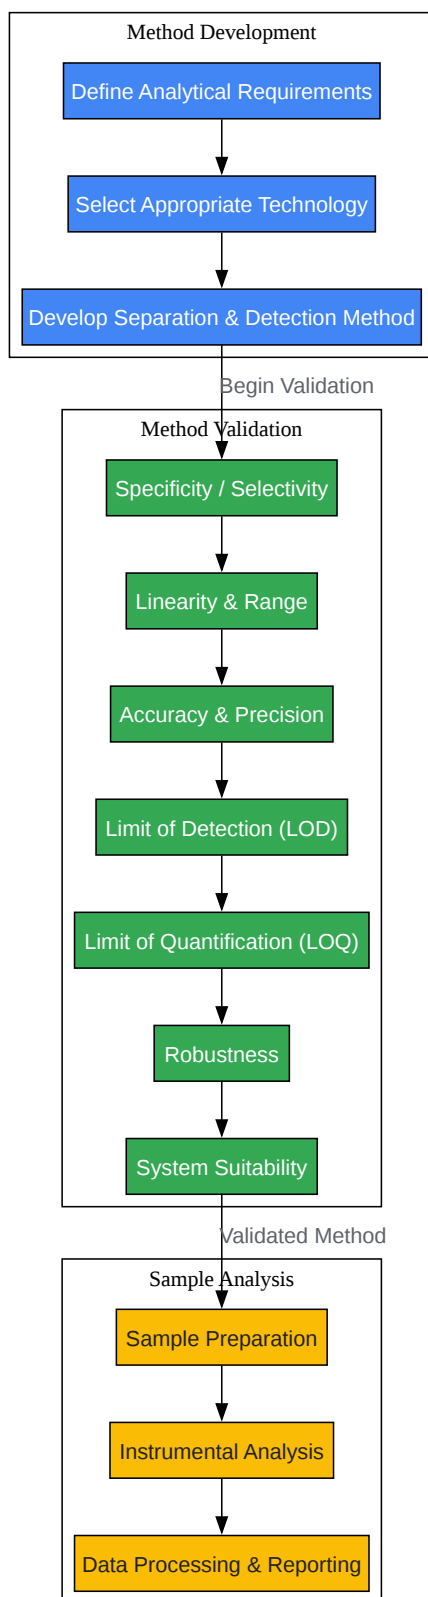 Method Development
Define Analytical Requirements
Select Appropriate Technology
Develop Separation & Detection Method
Begin Validation
Method Validation
Specificity / Selectivity
Linearity & Range
Accuracy & Precision
Limit of Detection (LOD)
Limit of Quantification (LOQ)
Robustness
System Suitability
Validated Method
Sample Analysis
Sample Preparation
Instrumental Analysis
Data Processing & Reporting